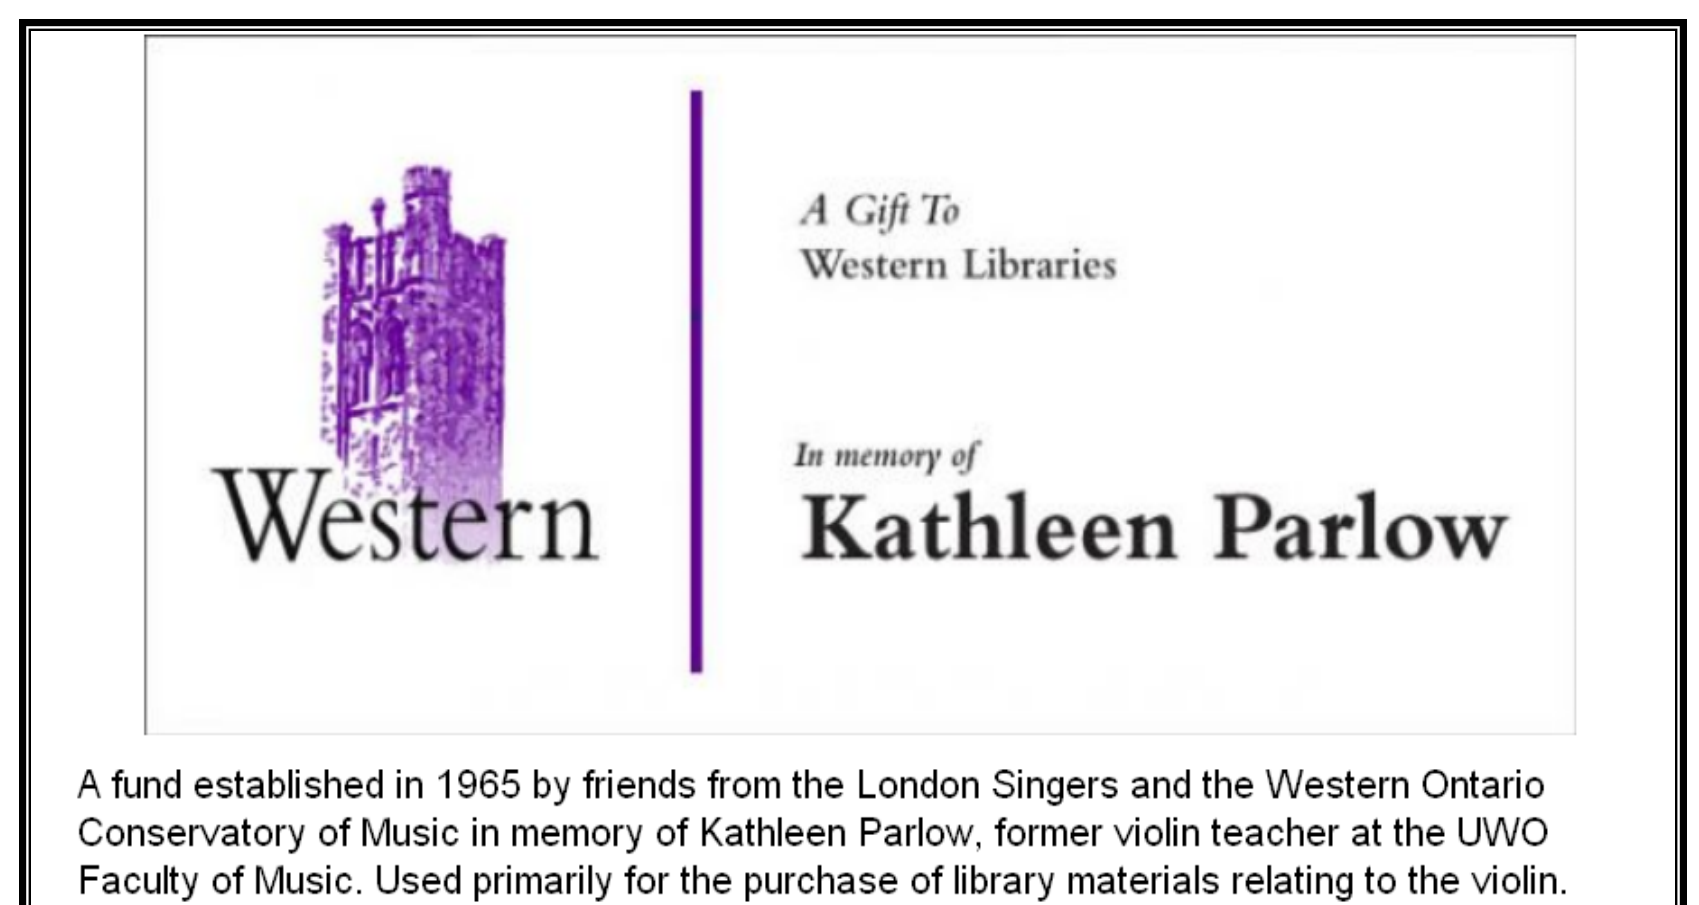 Western
A Gift To
Western Libraries
In memory of
Kathleen Parlow
A fund established in 1965 by friends from the London Singers and the Western Ontario
Conservatory of Music in memory of Kathleen Parlow, former violin teacher at the UWO
Faculty of Music. Used primarily for the purchase of library materials relating to the violin.